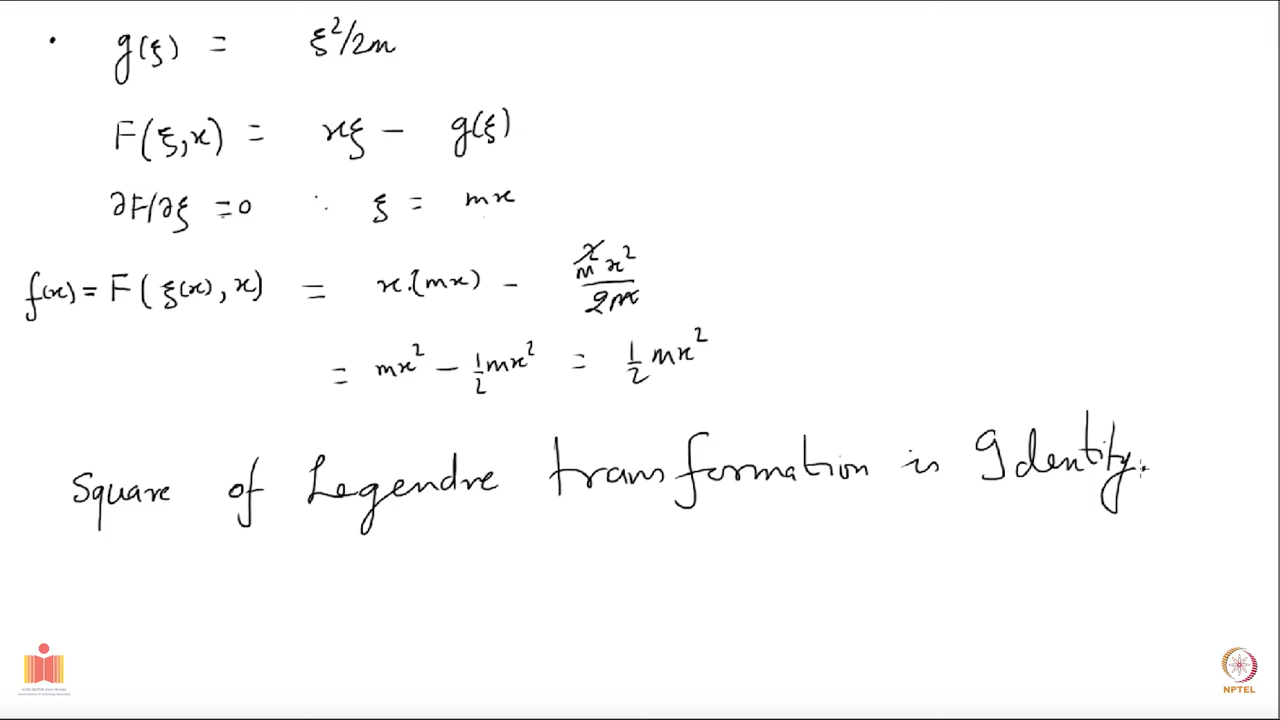 • g(ξ) = ξ²/2m
F(ξ,x) = xξ - g(ξ)
∂F/∂ξ = 0 ∴ ξ = mx
f(x) = F(ξ(x), x) = x.(mx) - m²x²/2m
= mx² - ½mx² = ½mx²
Square of Legendre transformation is Identity.
NPTEL